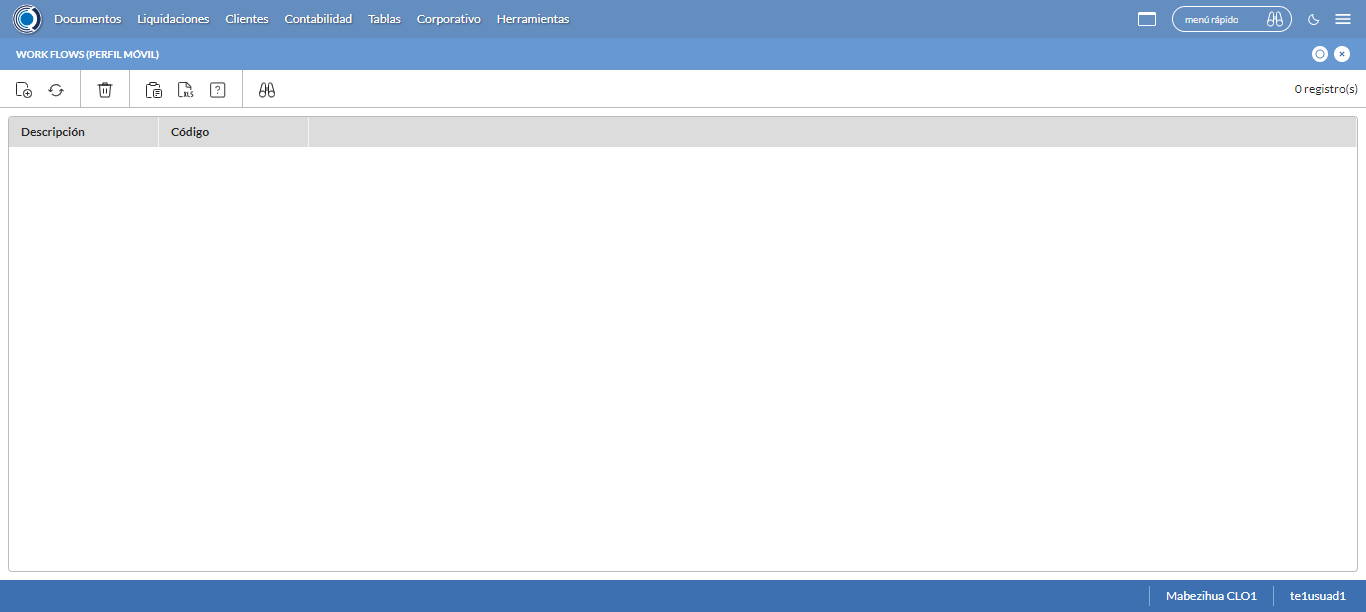 Documentos Liquidaciones Clientes Contabilidad Tablas Corporativo Herramientas menú rápido
WORK FLOWS (PERFIL MÓVIL)
XLS ? 0 registro(s)
Descripción Código
Mabezihua CLO1 te1usuad1